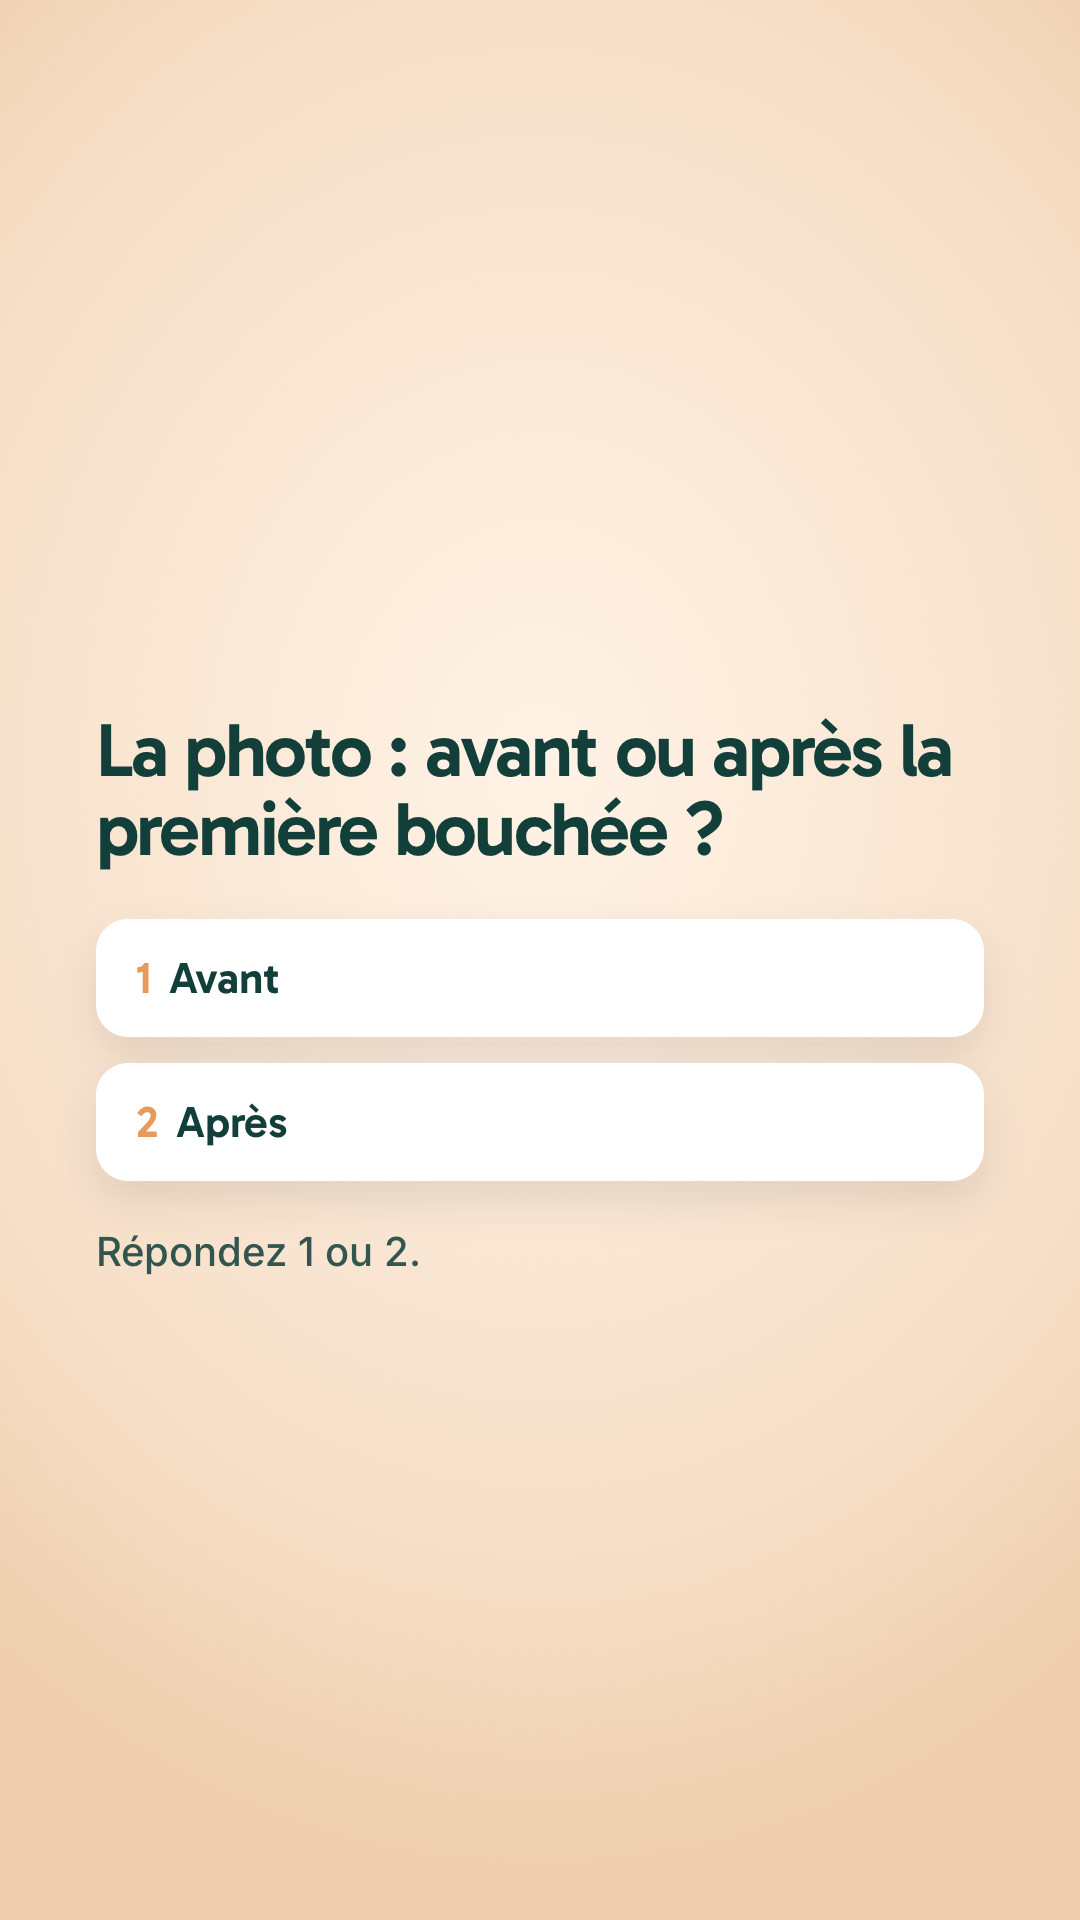 La photo : avant ou après la
première bouchée ?
1 Avant
2 Après
Répondez 1 ou 2.